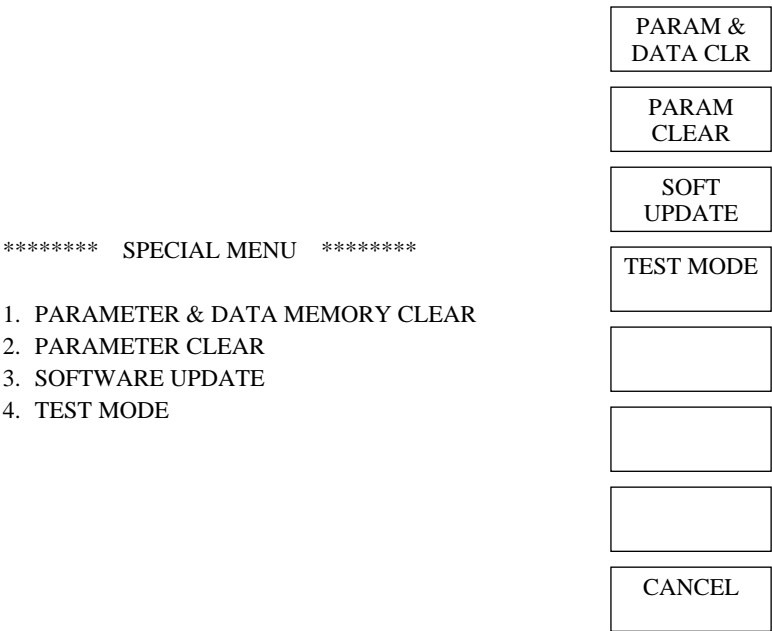 PARAM &
DATA CLR
PARAM
CLEAR
SOFT
UPDATE
******** SPECIAL MENU ********
TEST MODE
1. PARAMETER & DATA MEMORY CLEAR
2. PARAMETER CLEAR
3. SOFTWARE UPDATE
4. TEST MODE
CANCEL